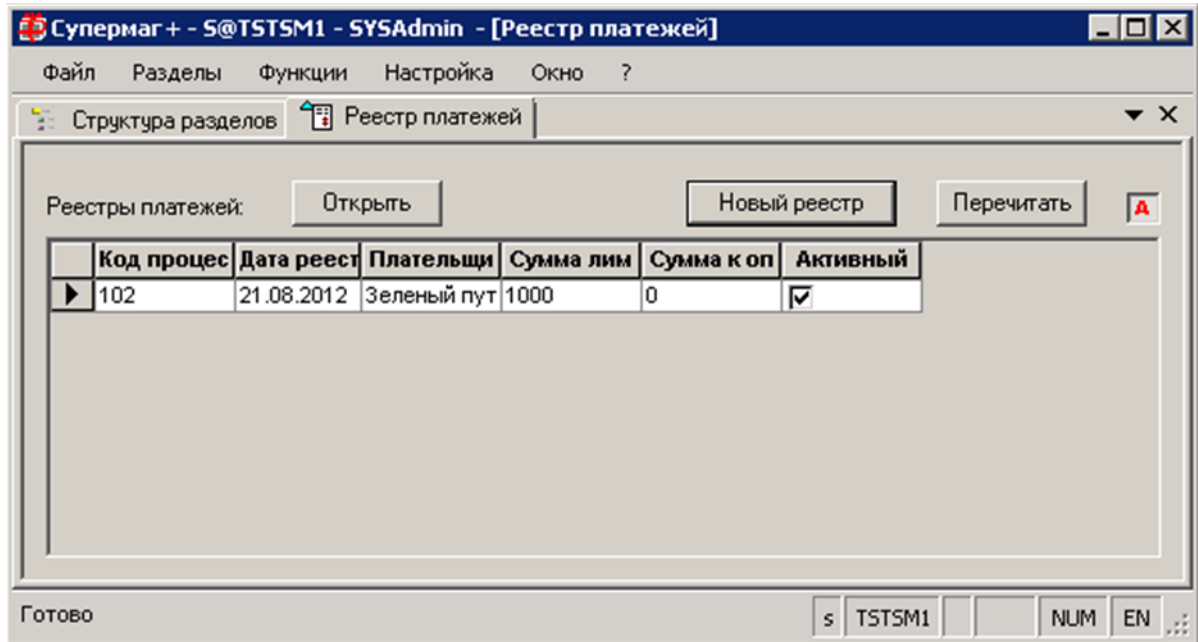 Супермаг+ - S@TSTSM1 - SYSAdmin - [Реестр платежей]
Файл Разделы Функции Настройка Окно ?
Структура разделов Реестр платежей
Реестры платежей: Открыть Новый реестр Перечитать А
Код процес Дата реест Плательщи Сумма лим Сумма к оп Активный
102 21.08.2012 Зеленый пут 1000 0
Готово s TSTSM1 NUM EN